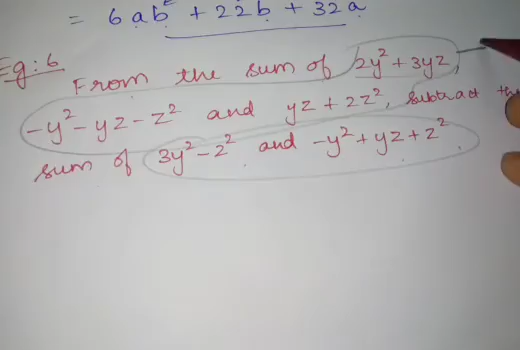 = 6ab² + 22b + 32a
Eg:6
From the sum of 2y² + 3yz,
-y² - yz - z² and yz + 2z², subtract the
sum of 3y² - z² and -y² + yz + z².